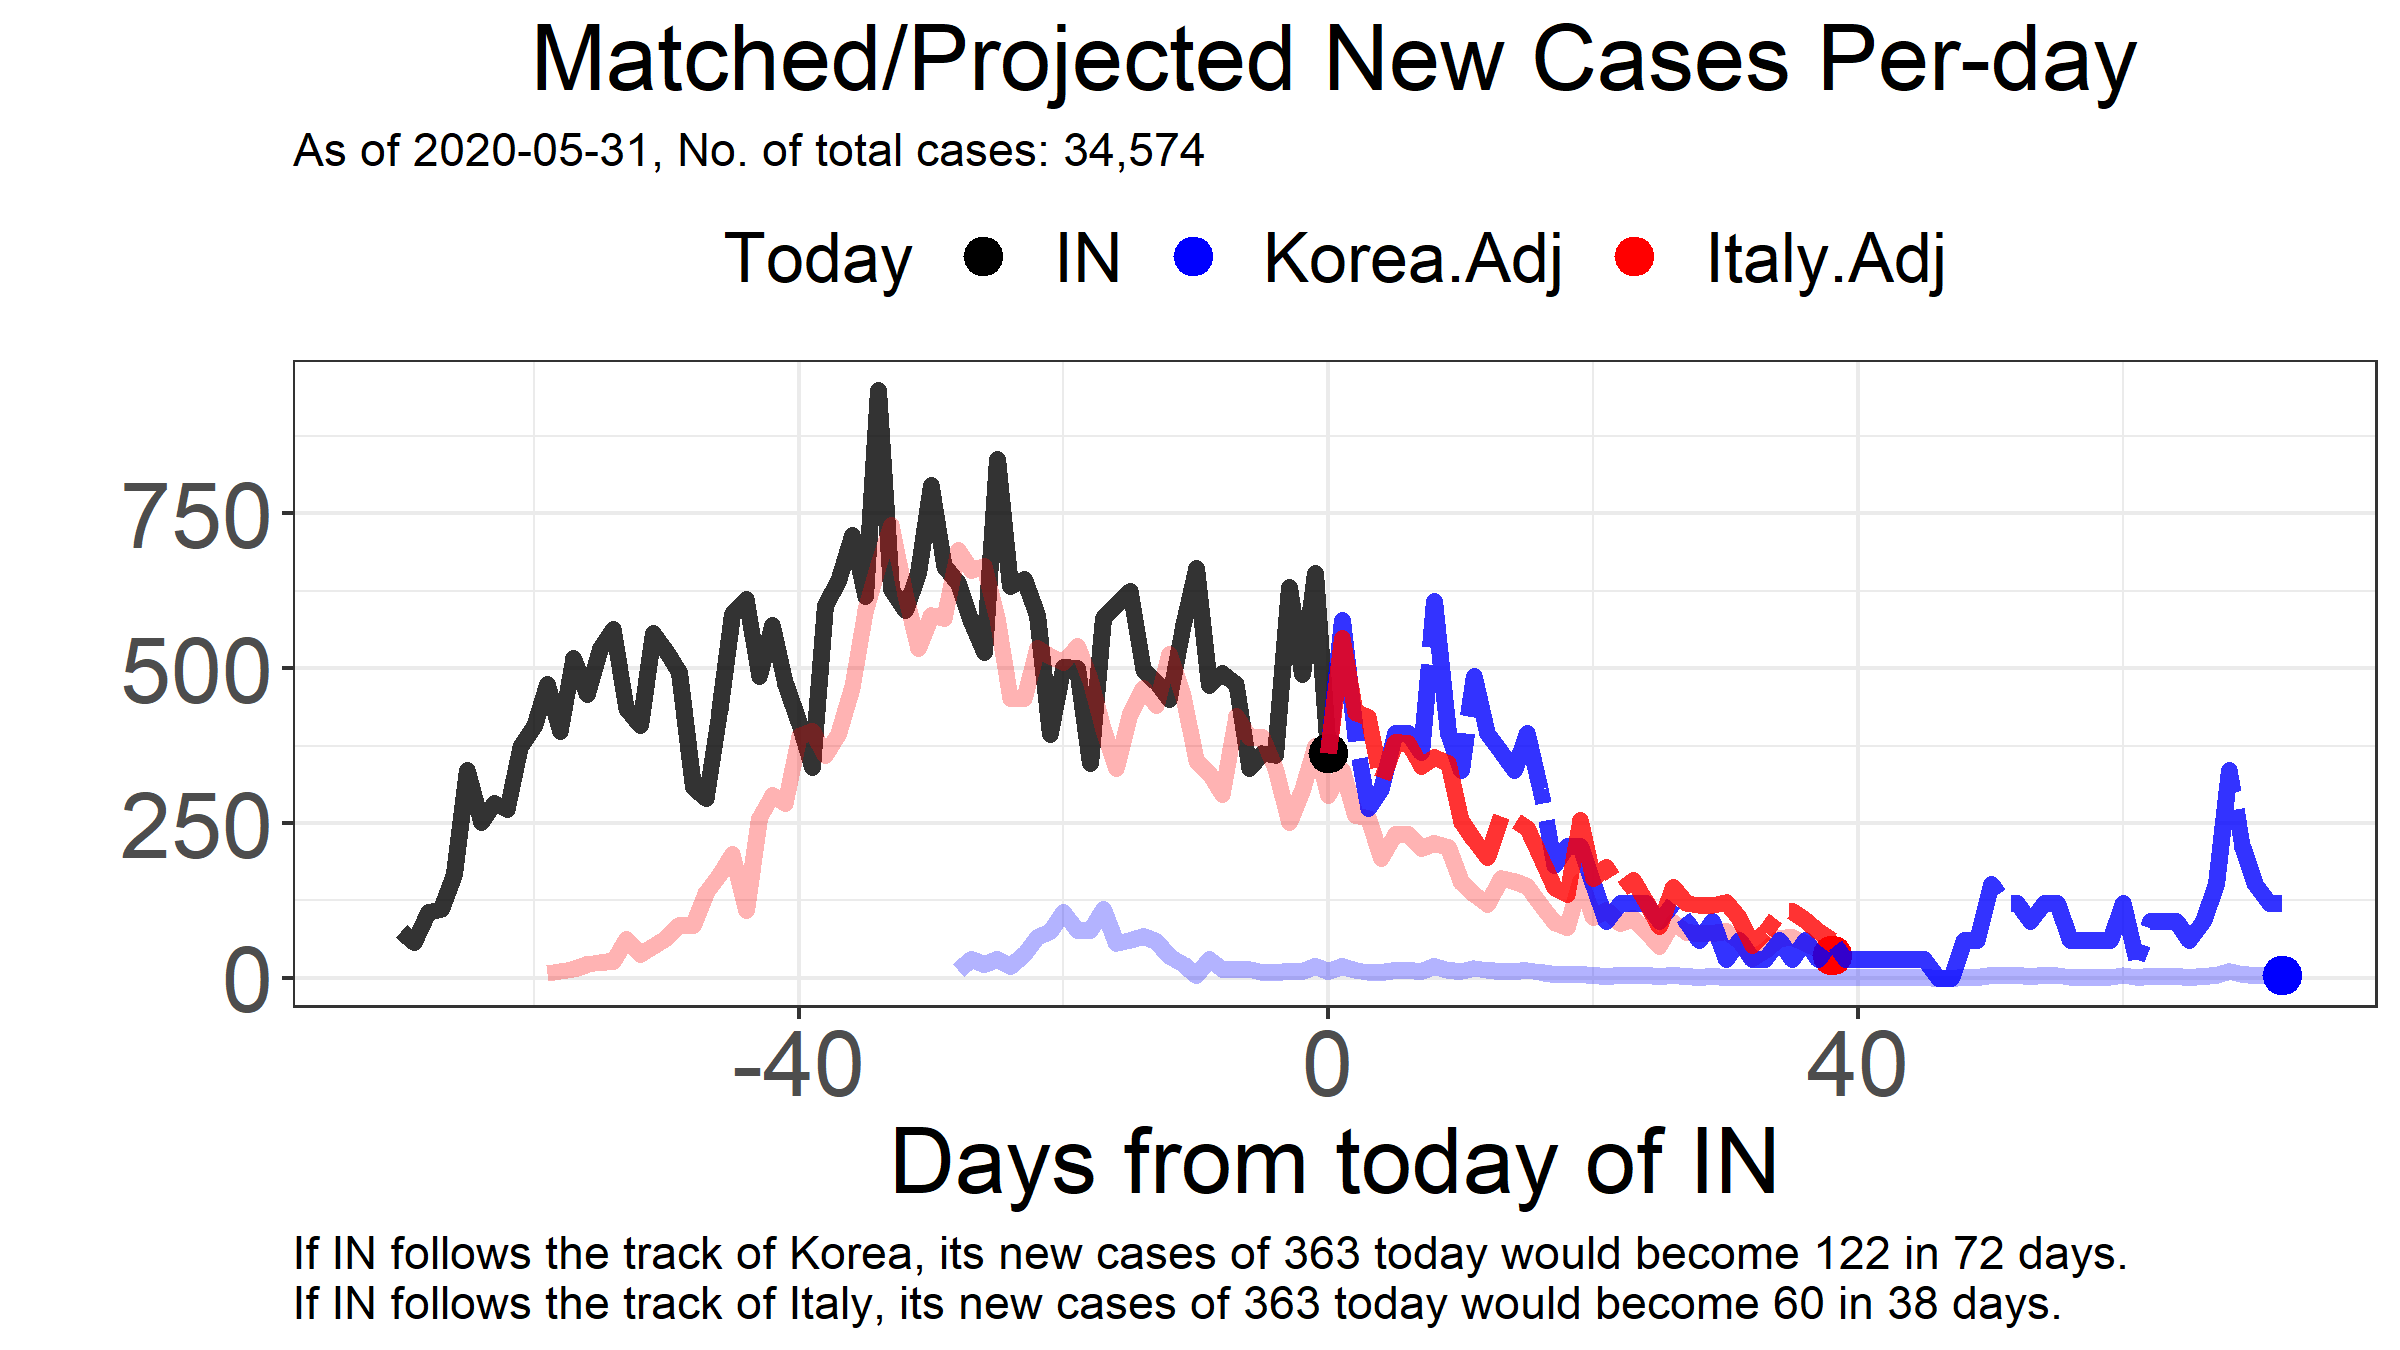 Matched/Projected New Cases Per-day
As of 2020-05-31, No. of total cases: 34,574
Today IN Korea.Adj Italy.Adj
750
500
250
0
-40 0 40
Days from today of IN
If IN follows the track of Korea, its new cases of 363 today would become 122 in 72 days.
If IN follows the track of Italy, its new cases of 363 today would become 60 in 38 days.